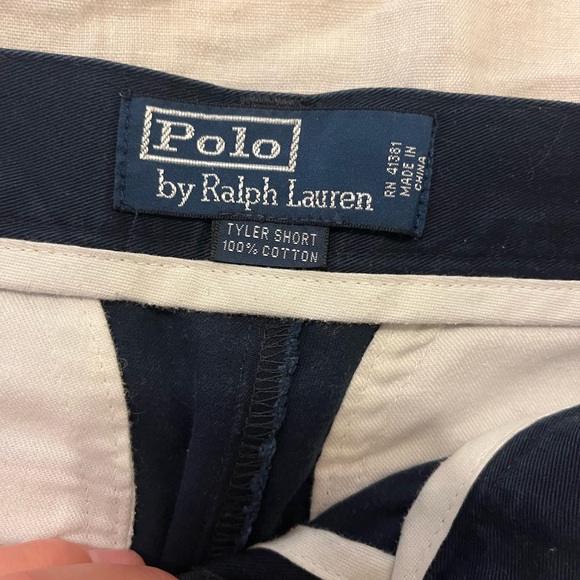 Polo
by Ralph Lauren
RN 41381
MADE IN
CHINA
TYLER SHORT
100% COTTON